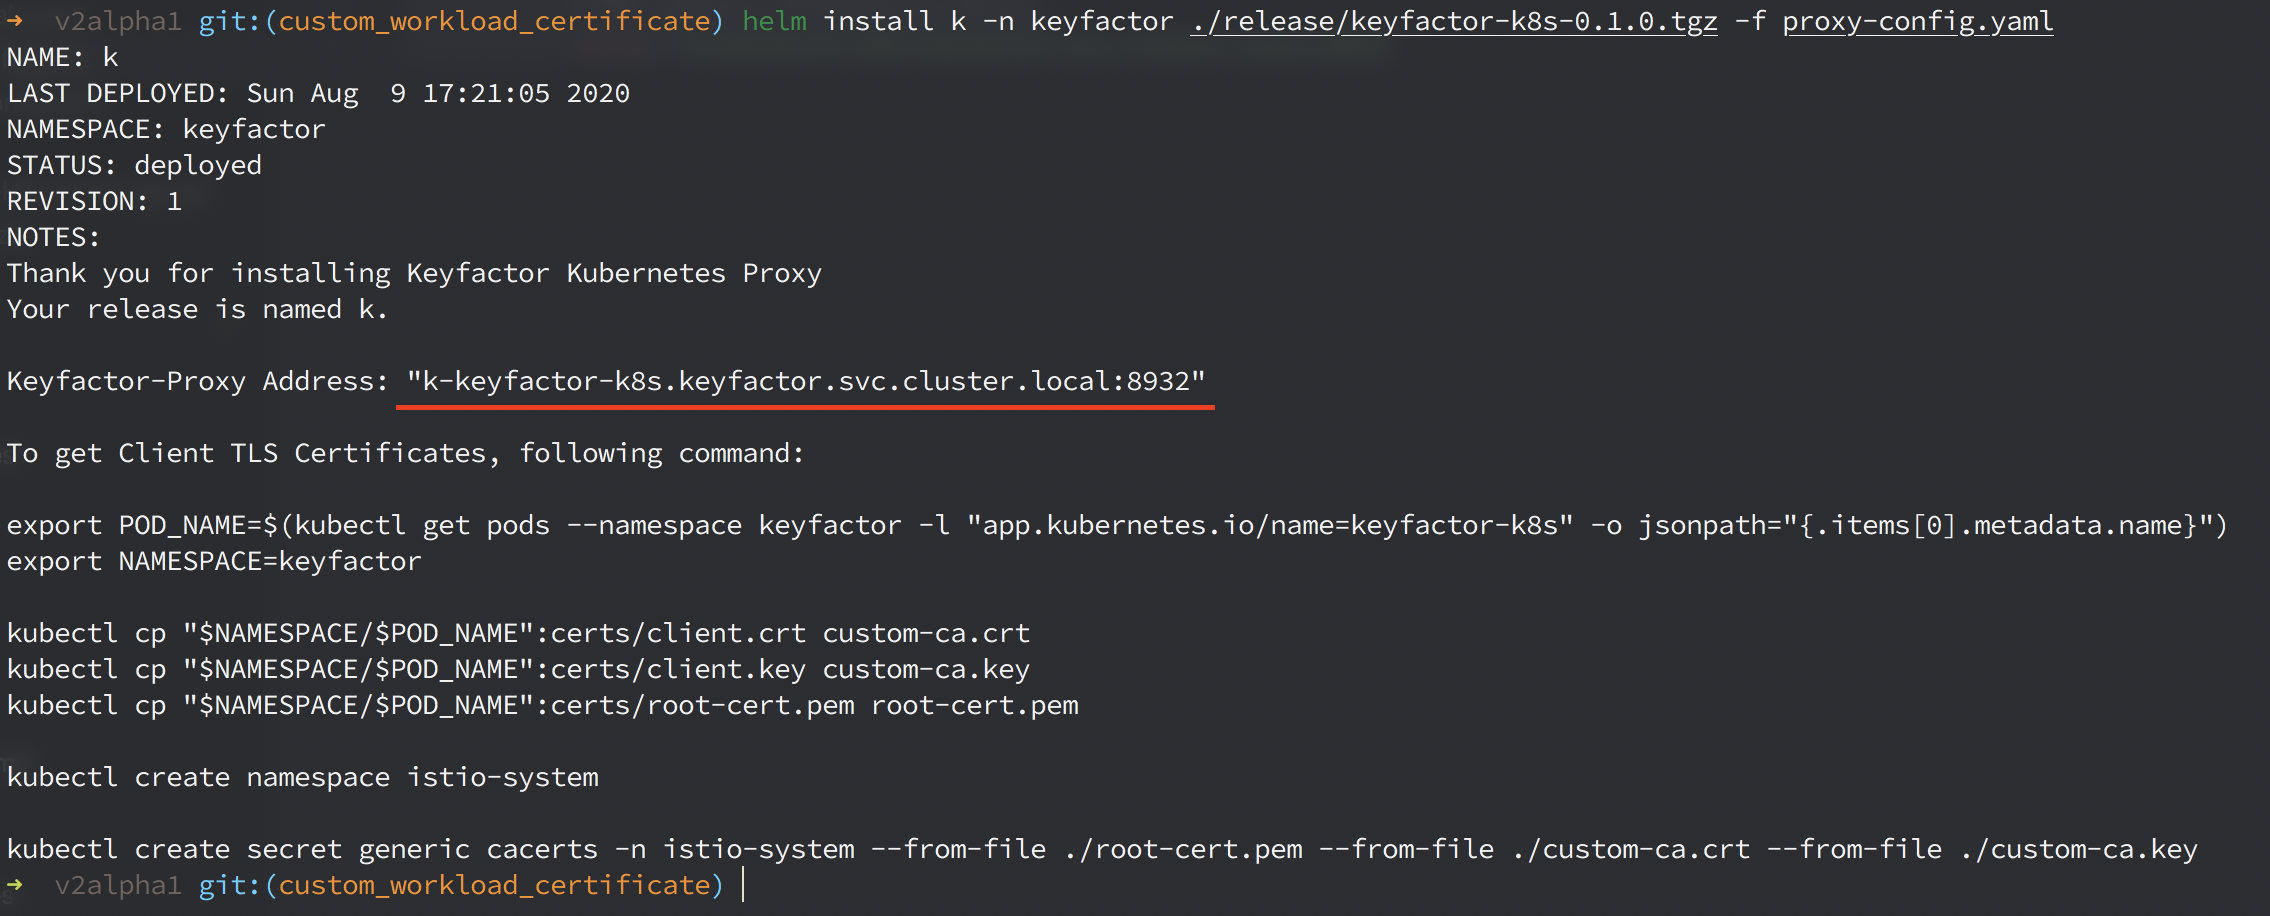 ➜  v2alpha1 git:(custom_workload_certificate) helm install k -n keyfactor ./release/keyfactor-k8s-0.1.0.tgz -f proxy-config.yaml
NAME: k
LAST DEPLOYED: Sun Aug  9 17:21:05 2020
NAMESPACE: keyfactor
STATUS: deployed
REVISION: 1
NOTES:
Thank you for installing Keyfactor Kubernetes Proxy
Your release is named k.

Keyfactor-Proxy Address: "k-keyfactor-k8s.keyfactor.svc.cluster.local:8932"

To get Client TLS Certificates, following command:

export POD_NAME=$(kubectl get pods --namespace keyfactor -l "app.kubernetes.io/name=keyfactor-k8s" -o jsonpath="{.items[0].metadata.name}")
export NAMESPACE=keyfactor

kubectl cp "$NAMESPACE/$POD_NAME":certs/client.crt custom-ca.crt
kubectl cp "$NAMESPACE/$POD_NAME":certs/client.key custom-ca.key
kubectl cp "$NAMESPACE/$POD_NAME":certs/root-cert.pem root-cert.pem

kubectl create namespace istio-system

kubectl create secret generic cacerts -n istio-system --from-file ./root-cert.pem --from-file ./custom-ca.crt --from-file ./custom-ca.key
➜  v2alpha1 git:(custom_workload_certificate)